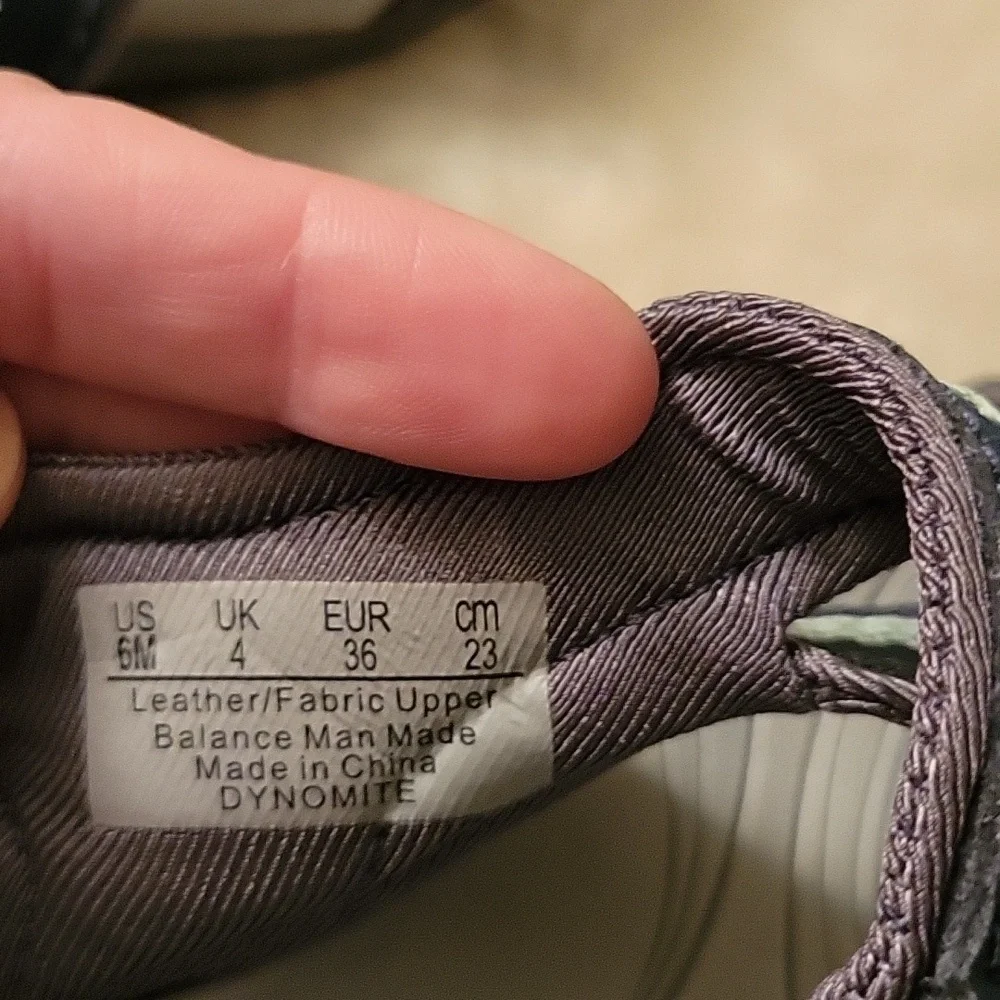 US UK EUR cm
6M 4 36 23
Leather/Fabric Upper
Balance Man Made
Made in China
DYNOMITE